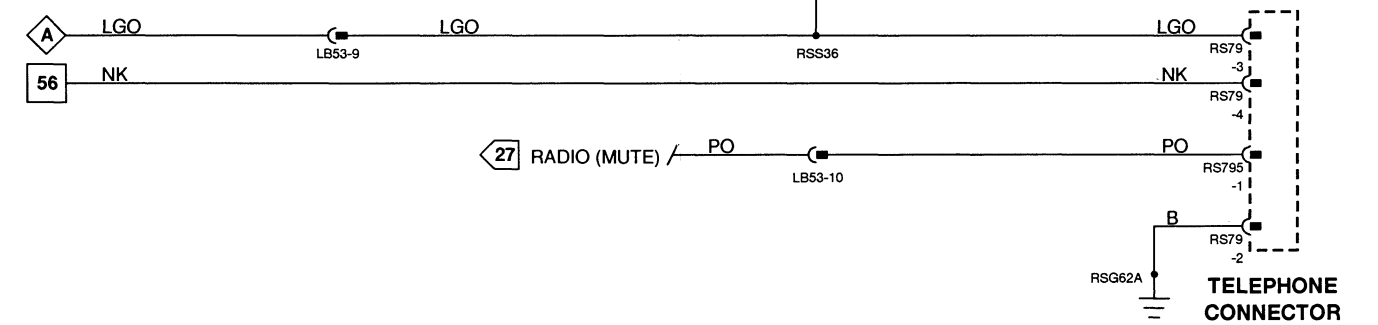 A LGO LGO LGO
LB53-9 RSS36 RS79
-3
56 NK NK
RS79
-4
27 RADIO (MUTE) PO PO
LB53-10 RS795
-1
B
RS79
-2
RSG62A
TELEPHONE
CONNECTOR